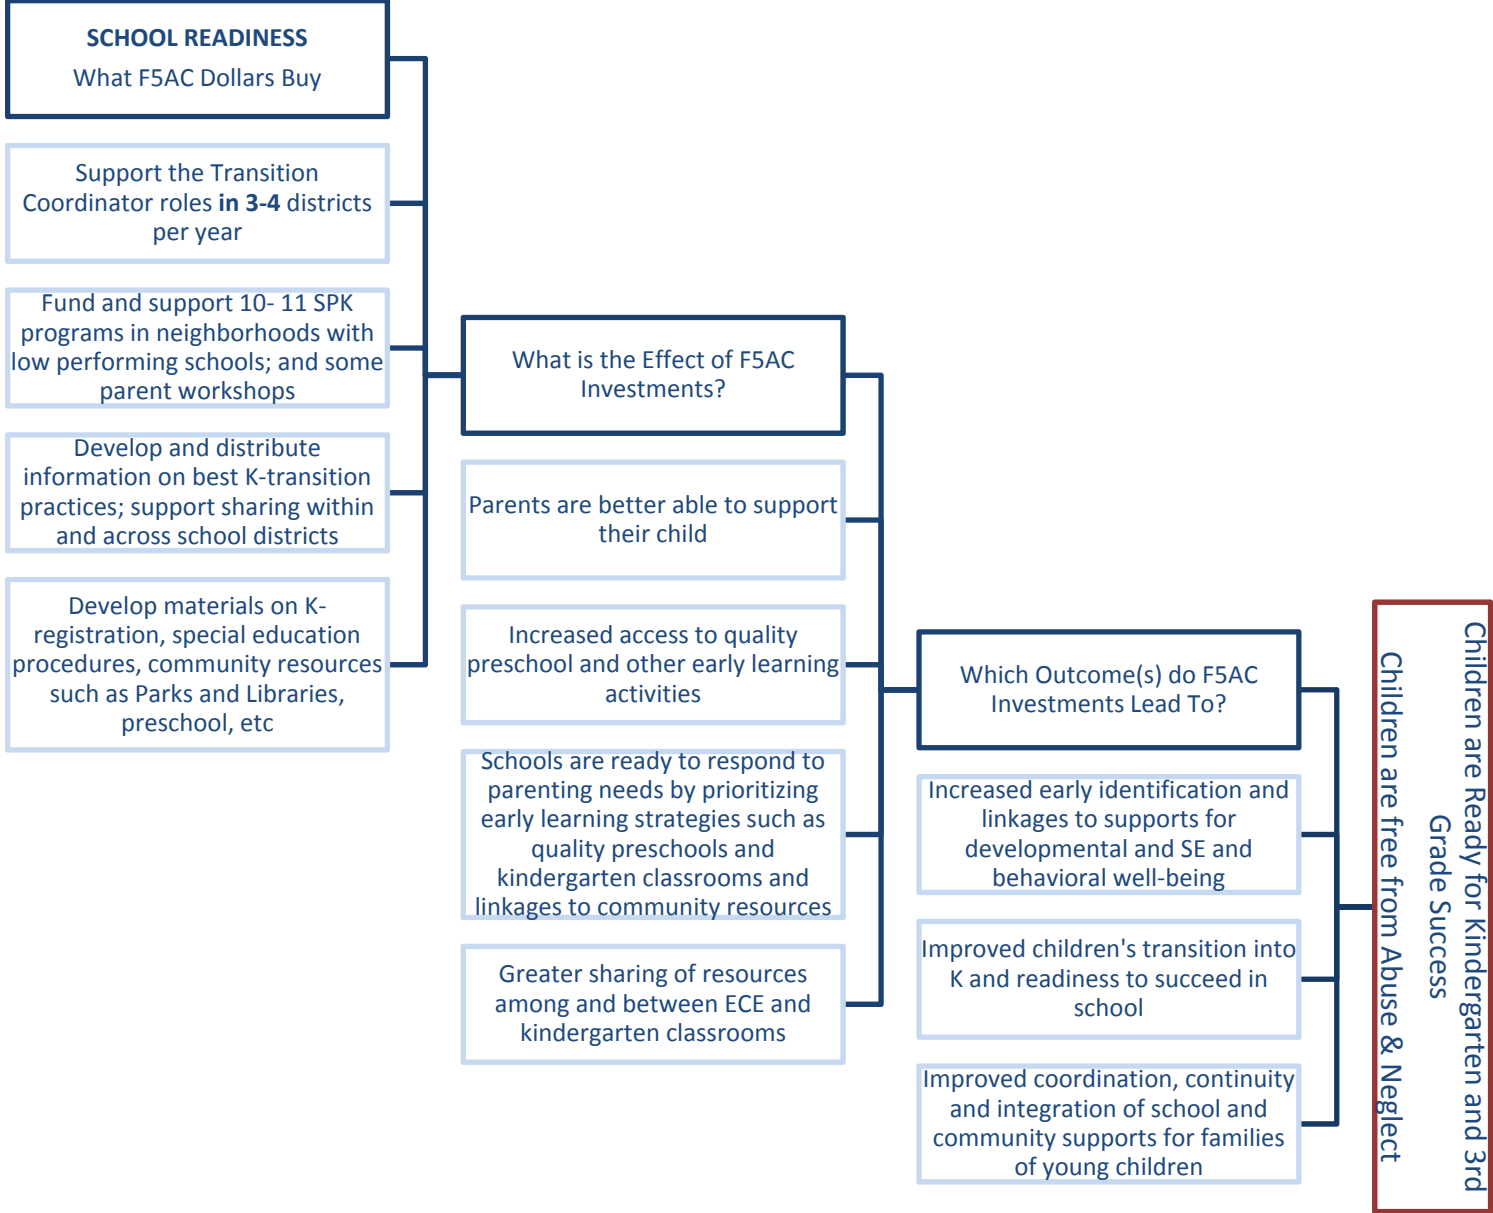 SCHOOL READINESS
What F5AC Dollars Buy
Support the Transition
Coordinator roles in 3-4 districts
per year
Fund and support 10- 11 SPK
programs in neighborhoods with
low performing schools; and some
parent workshops
Develop and distribute
information on best K-transition
practices; support sharing within
and across school districts
Develop materials on K-
registration, special education
procedures, community resources
such as Parks and Libraries,
preschool, etc
What is the Effect of F5AC
Investments?
Parents are better able to support
their child
Increased access to quality
preschool and other early learning
activities
Schools are ready to respond to
parenting needs by prioritizing
early learning strategies such as
quality preschools and
kindergarten classrooms and
linkages to community resources
Greater sharing of resources
among and between ECE and
kindergarten classrooms
Which Outcome(s) do F5AC
Investments Lead To?
Increased early identification and
linkages to supports for
developmental and SE and
behavioral well-being
Improved children's transition into
K and readiness to succeed in
school
Improved coordination, continuity
and integration of school and
community supports for families
of young children
Children are Ready for Kindergarten and 3rd
Grade Success
Children are free from Abuse & Neglect